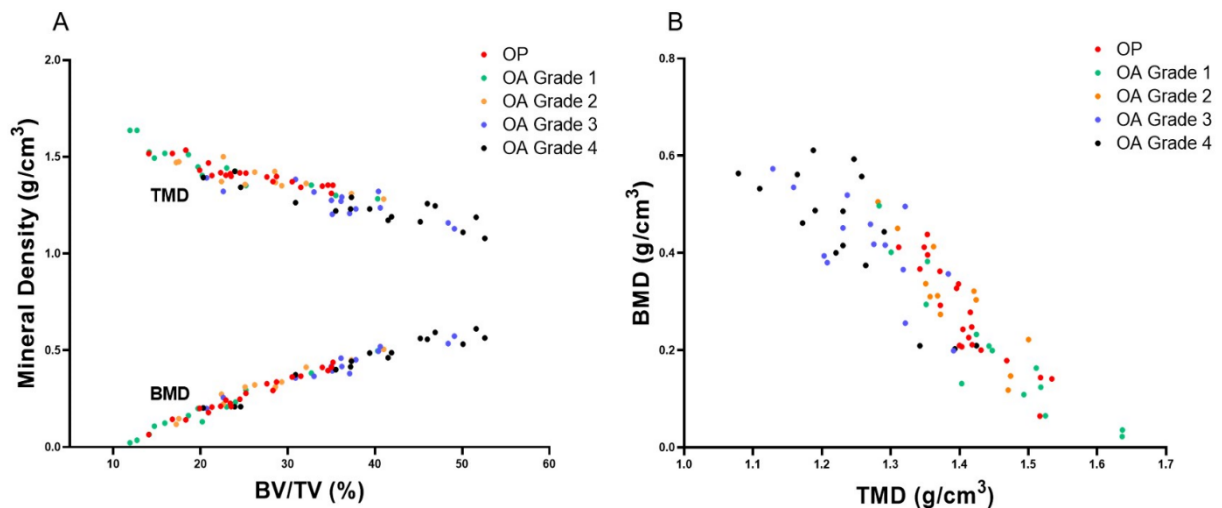 A
Mineral Density (g/cm³)
2.0
1.5
1.0
0.5
0.0
TMD
BMD
10 20 30 40 50 60
BV/TV (%)
OP
OA Grade 1
OA Grade 2
OA Grade 3
OA Grade 4
B
BMD (g/cm³)
0.8
0.6
0.4
0.2
0.0
1.0 1.1 1.2 1.3 1.4 1.5 1.6 1.7
TMD (g/cm³)
OP
OA Grade 1
OA Grade 2
OA Grade 3
OA Grade 4